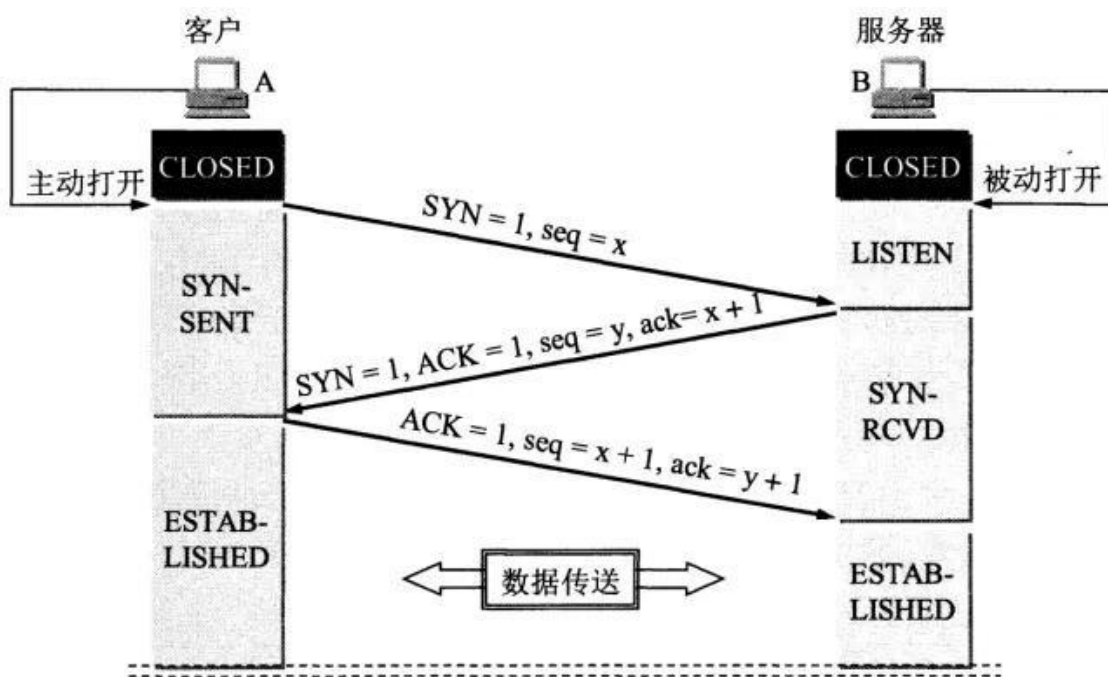 客户
服务器
A
B
CLOSED
CLOSED
主动打开
被动打开
SYN = 1, seq = x
LISTEN
SYN-
SENT
SYN = 1, ACK = 1, seq = y, ack= x + 1
SYN-
RCVD
ACK = 1, seq = x + 1, ack = y + 1
ESTAB-
LISHED
数据传送
ESTAB-
LISHED